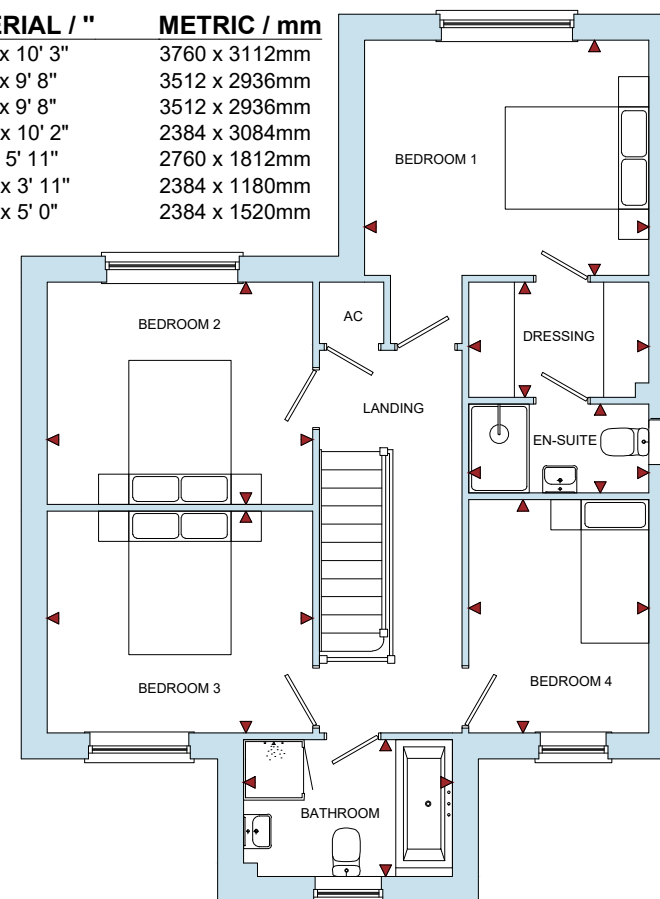 ERIAL / " METRIC / mm
x 10' 3" 3760 x 3112mm
x 9' 8" 3512 x 2936mm
x 9' 8" 3512 x 2936mm
x 10' 2" 2384 x 3084mm
5' 11" 2760 x 1812mm
x 3' 11" 2384 x 1180mm
x 5' 0" 2384 x 1520mm
BEDROOM 1
BEDROOM 2
AC
DRESSING
LANDING
EN-SUITE
BEDROOM 3
BEDROOM 4
BATHROOM